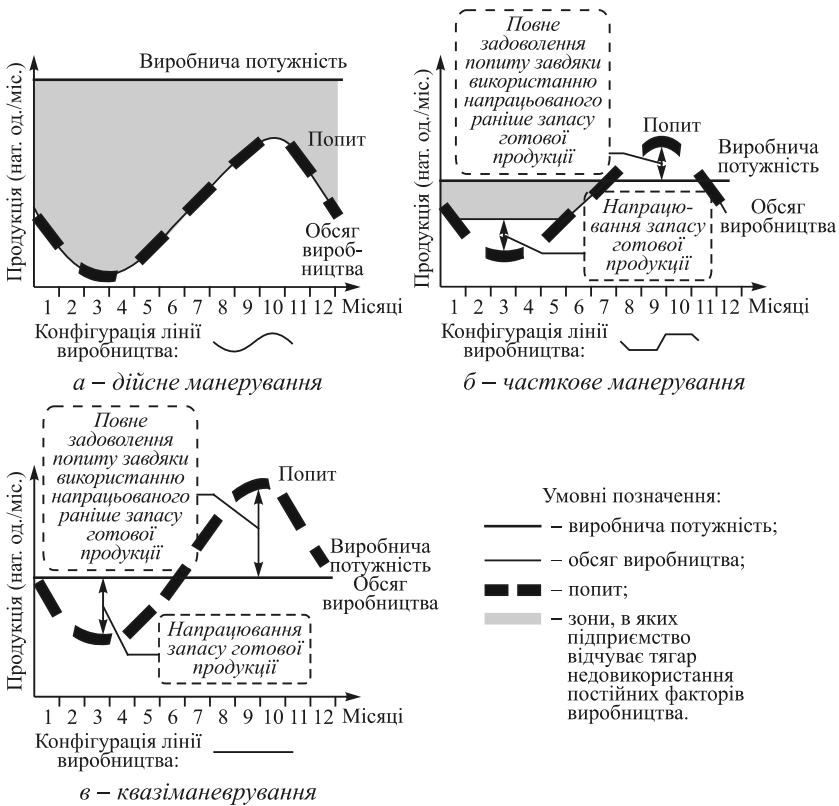 Виробнича потужність
Продукція (нат. од./міс.)
Попит
Обсяг
вироб-
ництва
1 2 3 4 5 6 7 8 9 10 11 12 Місяці
Конфігурація лінії
виробництва:
а – дійсне манерування
Повне
задоволення
попиту завдяки
використанню
напрацьованого
раніше запасу
готової
продукції
Продукція (нат. од./міс.)
Попит
Виробнича
потужність
Напрацю-
вання запасу
готової
продукції
Обсяг
виробництва
1 2 3 4 5 6 7 8 9 10 11 12 Місяці
Конфігурація лінії
виробництва:
б – часткове манерування
Повне
задоволення
попиту завдяки
використанню
напрацьованого
раніше запасу
готової
продукції
Продукція (нат. од./міс.)
Попит
Виробнича
потужність
Обсяг
виробництва
Напрацювання
запасу готової
продукції
1 2 3 4 5 6 7 8 9 10 11 12 Місяці
Конфігурація лінії
виробництва:
в – квазіманеврування
Умовні позначення:
– виробнича потужність;
– обсяг виробництва;
– попит;
– зони, в яких
підприємство
відчуває тягар
недовикористання
постійних факторів
виробництва.